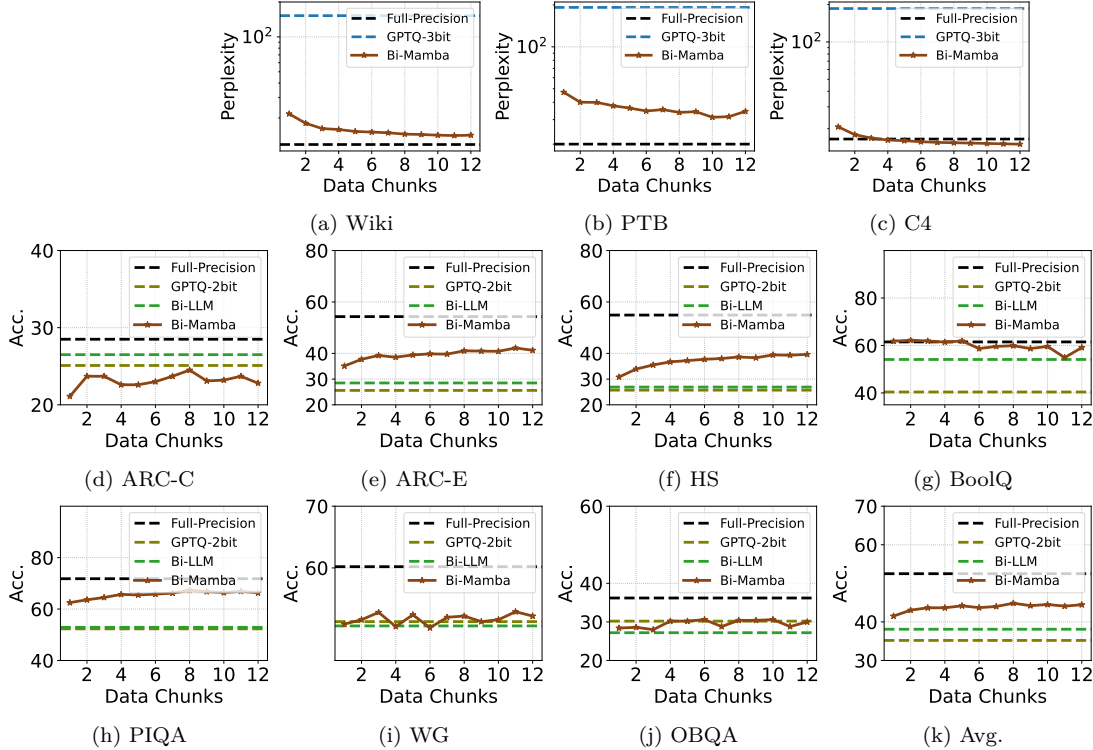 Perplexity
10²
Full-Precision
GPTQ-3bit
Bi-Mamba
2 4 6 8 10 12
Data Chunks
(a) Wiki
Perplexity
10²
Full-Precision
GPTQ-3bit
Bi-Mamba
2 4 6 8 10 12
Data Chunks
(b) PTB
Perplexity
10²
Full-Precision
GPTQ-3bit
Bi-Mamba
2 4 6 8 10 12
Data Chunks
(c) C4
Acc.
40
30
20
Full-Precision
GPTQ-2bit
Bi-LLM
Bi-Mamba
2 4 6 8 10 12
Data Chunks
(d) ARC-C
Acc.
80
60
40
30
20
Full-Precision
GPTQ-2bit
Bi-LLM
Bi-Mamba
2 4 6 8 10 12
Data Chunks
(e) ARC-E
Acc.
80
60
40
30
20
Full-Precision
GPTQ-2bit
Bi-LLM
Bi-Mamba
2 4 6 8 10 12
Data Chunks
(f) HS
Acc.
80
60
40
Full-Precision
GPTQ-2bit
Bi-LLM
Bi-Mamba
2 4 6 8 10 12
Data Chunks
(g) BoolQ
Acc.
80
60
40
Full-Precision
GPTQ-2bit
Bi-LLM
Bi-Mamba
2 4 6 8 10 12
Data Chunks
(h) PIQA
Acc.
70
60
Full-Precision
GPTQ-2bit
Bi-LLM
Bi-Mamba
2 4 6 8 10 12
Data Chunks
(i) WG
Acc.
60
40
30
20
Full-Precision
GPTQ-2bit
Bi-LLM
Bi-Mamba
2 4 6 8 10 12
Data Chunks
(j) OBQA
Acc.
70
60
40
30
Full-Precision
GPTQ-2bit
Bi-LLM
Bi-Mamba
2 4 6 8 10 12
Data Chunks
(k) Avg.